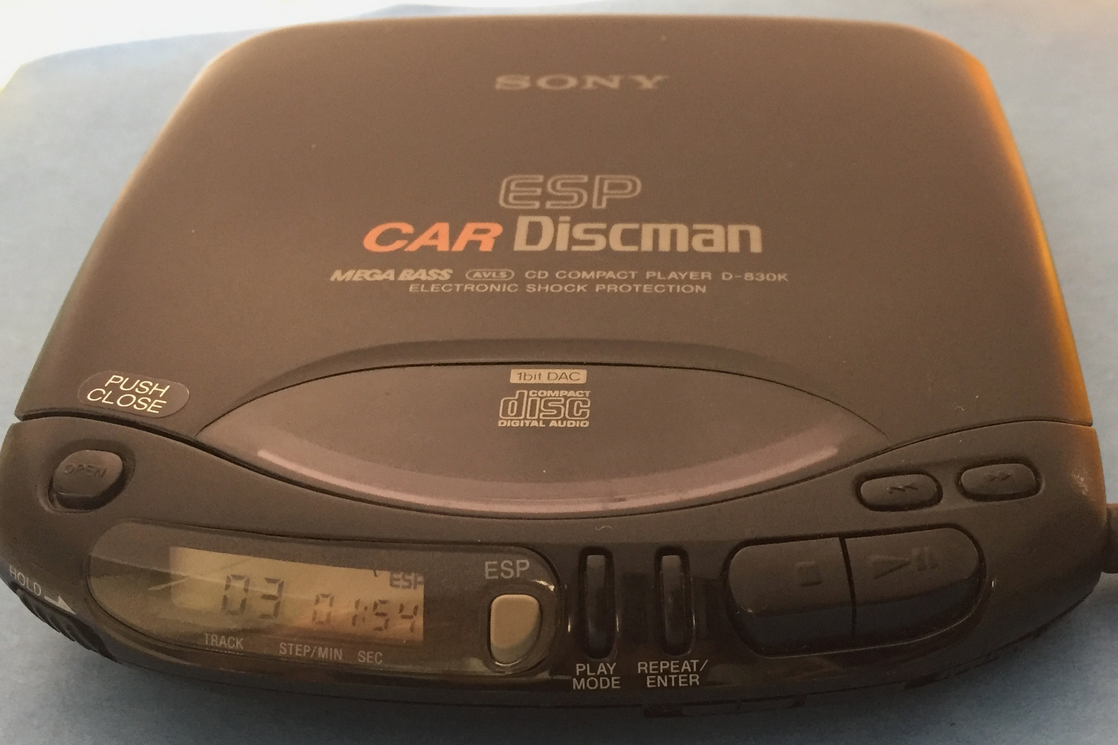 SONY
ESP
CAR Discman
MEGA BASS AVLS CD COMPACT PLAYER D-830K
ELECTRONIC SHOCK PROTECTION
1bit DAC
COMPACT
disc
DIGITAL AUDIO
PUSH
CLOSE
OPEN
HOLD
ESP
03 01:54
TRACK STEP/MIN SEC
ESP
PLAY
MODE
REPEAT/
ENTER